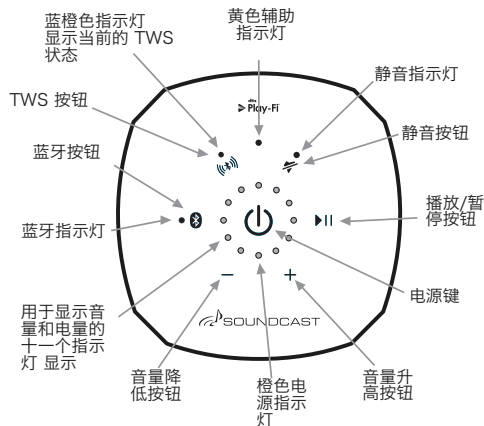 蓝橙色指示灯
显示当前的 TWS
状态
黄色辅助
指示灯
静音指示灯
TWS 按钮
dts
Play-Fi
静音按钮
蓝牙按钮
播放/暂
停按钮
蓝牙指示灯
电源键
用于显示音
量和电量的
十一个指示
灯 显示
− +
SOUNDCAST
音量降
低按钮
橙色电
源指示
灯
音量升
高按钮